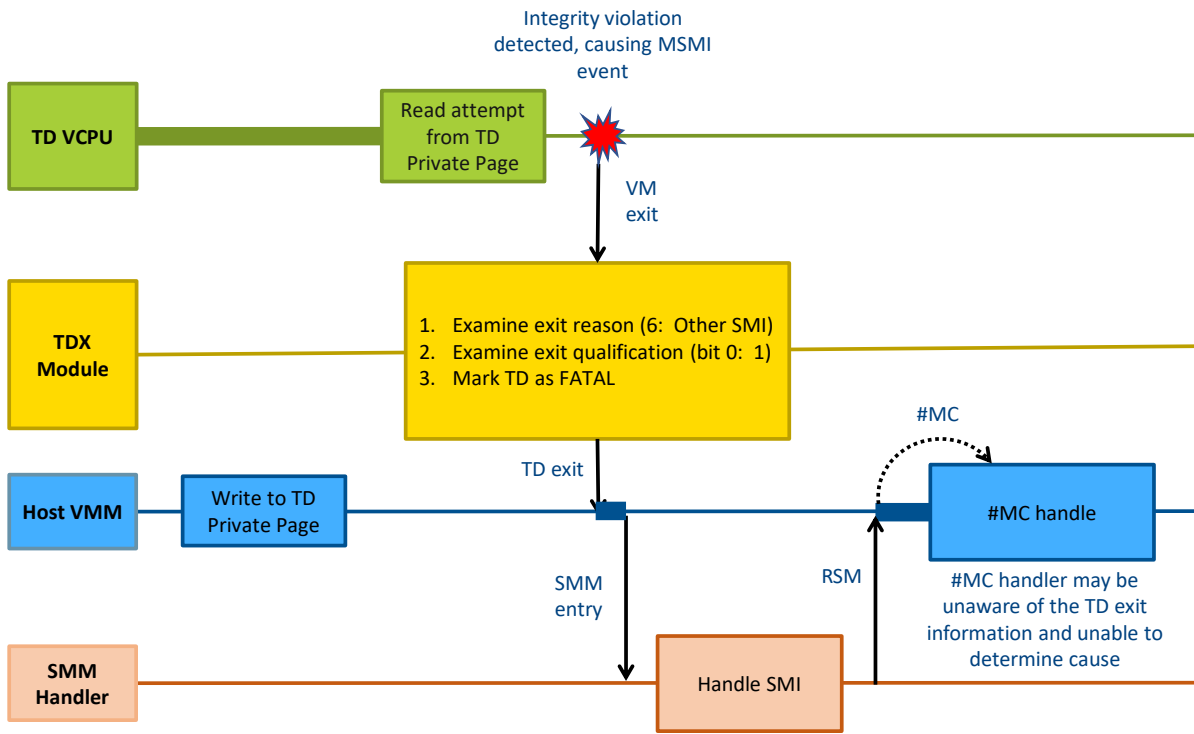 Integrity violation
detected, causing MSMI
event
TD VCPU
Read attempt
from TD
Private Page
VM
exit
TDX
Module
1. Examine exit reason (6: Other SMI)
2. Examine exit qualification (bit 0: 1)
3. Mark TD as FATAL
#MC
TD exit
Host VMM
Write to TD
Private Page
#MC handle
SMM
entry
RSM
#MC handler may be
unaware of the TD exit
information and unable to
determine cause
SMM
Handler
Handle SMI